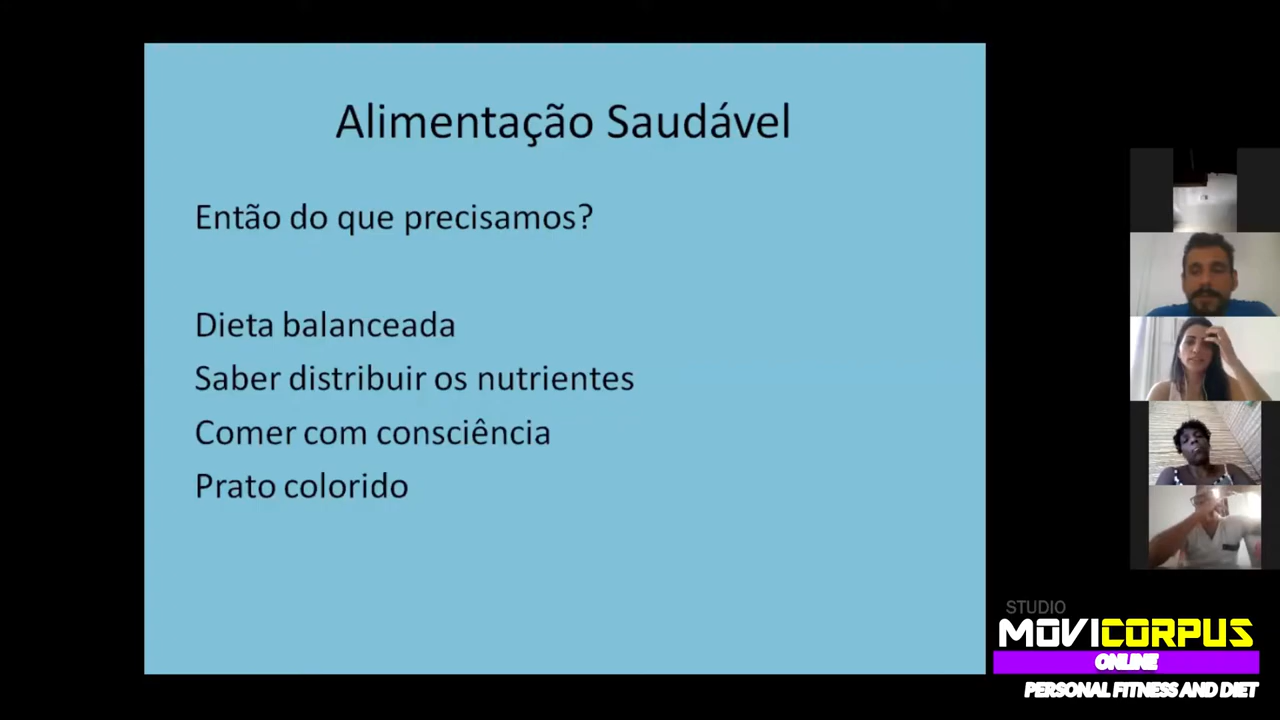 Alimentação Saudável
Então do que precisamos?
Dieta balanceada
Saber distribuir os nutrientes
Comer com consciência
Prato colorido
STUDIO
MOVICORPUS
ONLINE
PERSONAL FITNESS AND DIET